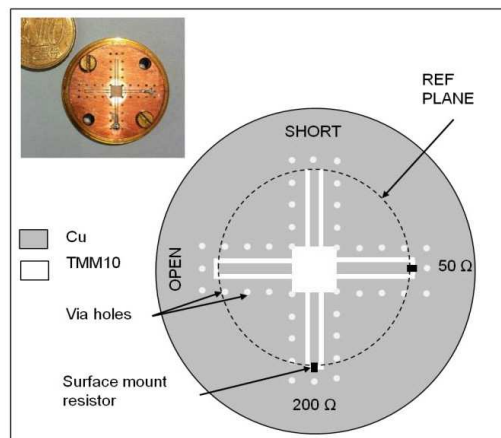 REF
PLANE
SHORT
Cu
TMM10
OPEN
50 Ω
Via holes
Surface mount
resistor
200 Ω